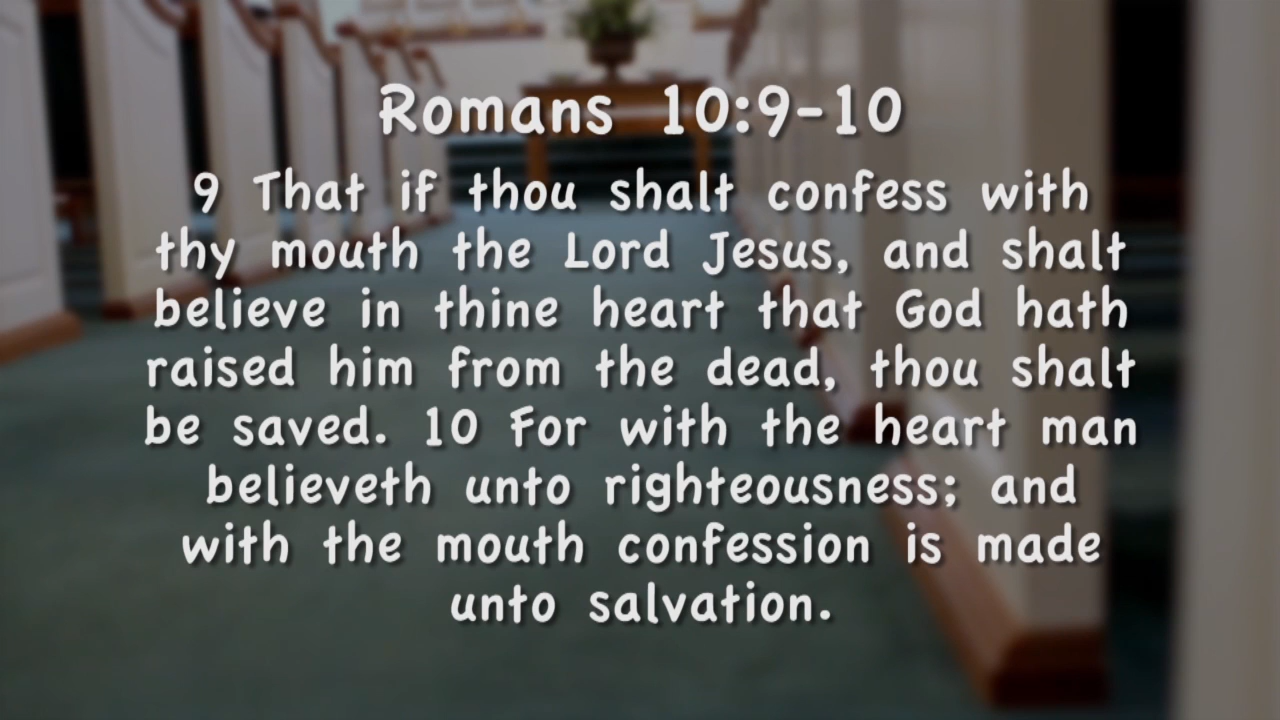 Romans 10:9-10
9 That if thou shalt confess with
thy mouth the Lord Jesus, and shalt
believe in thine heart that God hath
raised him from the dead, thou shalt
be saved. 10 For with the heart man
believeth unto righteousness; and
with the mouth confession is made
unto salvation.